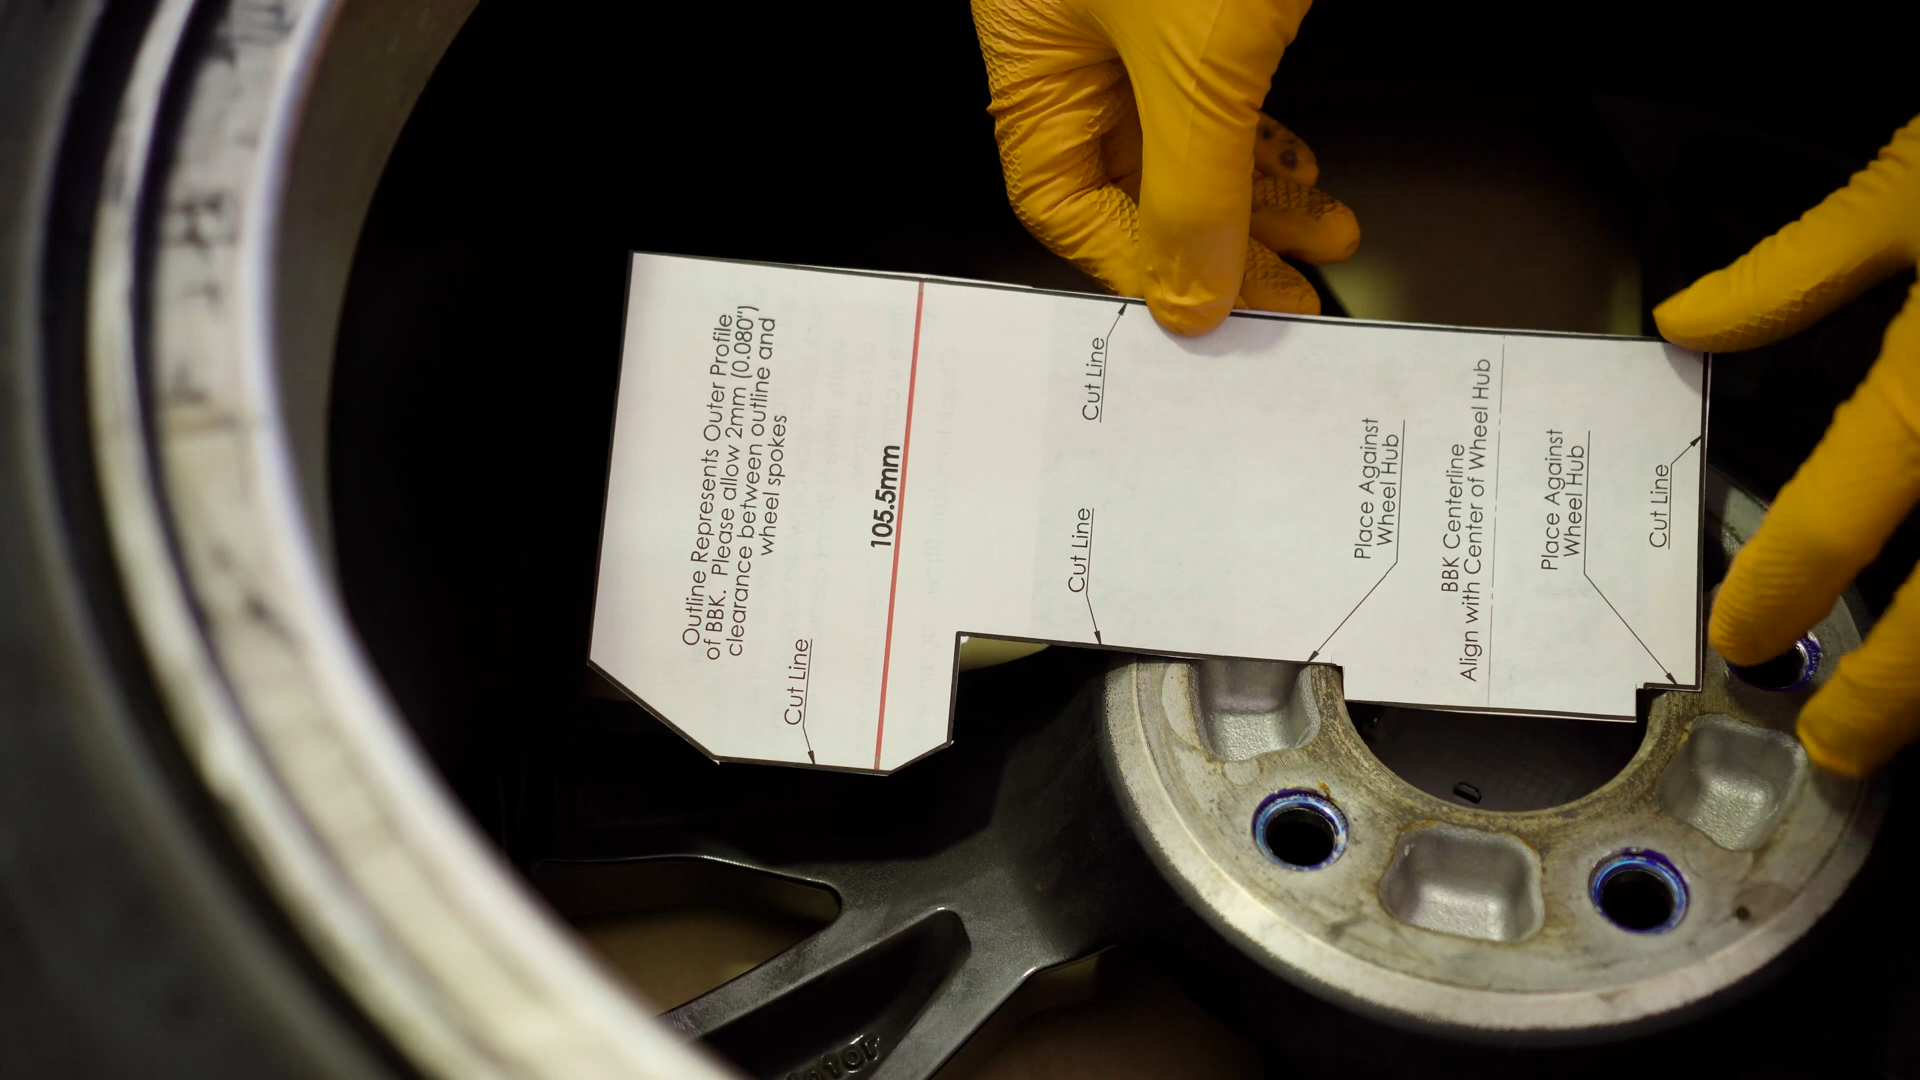 Outline Represents Outer Profile
of BBK. Please allow 2mm (0.080")
clearance between outline and
wheel spokes
Cut Line
105.5mm
Cut Line
Cut Line
Place Against
Wheel Hub
BBK Centerline
Align with Center of Wheel Hub
Place Against
Wheel Hub
Cut Line